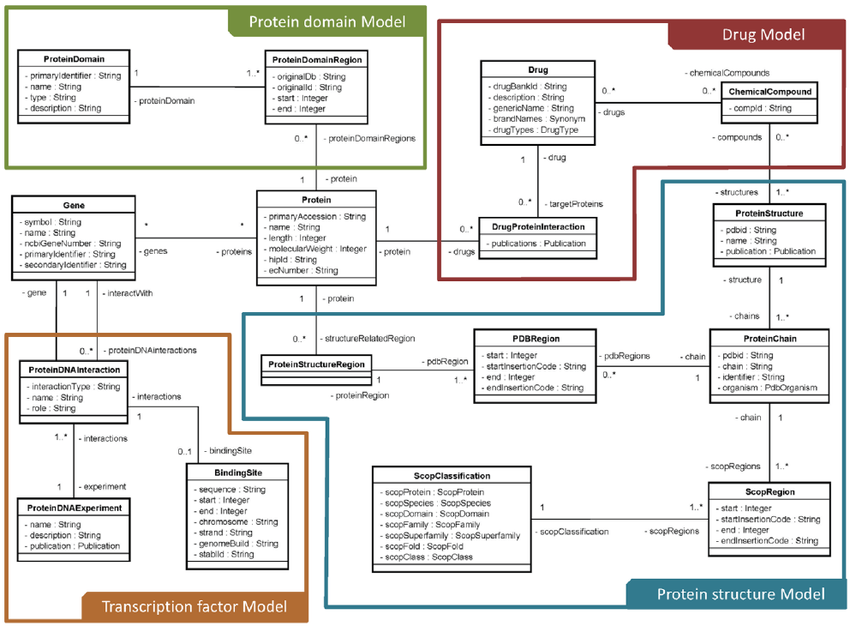 Protein domain Model
Drug Model
ProteinDomain
- primaryIdentifier : String
- name : String
- type : String
- description : String
1
1..*
- proteinDomain
ProteinDomainRegion
- originalDb : String
- originalId : String
- start : Integer
- end : Integer
0..*
- proteinDomainRegions
1
- protein
Drug
- drugBankId : String
- description : String
- genericName : String
- brandNames : Synonym
- drugTypes : DrugType
- chemicalCompounds
0..*
0..*
- drugs
ChemicalCompound
- compId : String
- compounds
0..*
1
- drug
0..*
- targetProteins
- structures
1..*
Gene
- symbol : String
- name : String
- ncbiGeneNumber : String
- primaryIdentifier : String
- secondaryIdentifier : String
*
*
- genes
- proteins
Protein
- primaryAccession : String
- name : String
- length : Integer
- molecularWeight : Integer
- hipId : String
- ecNumber : String
1
0..*
- protein
- drugs
DrugProteinInteraction
- publications : Publication
ProteinStructure
- pdbid : String
- name : String
- publication : Publication
- structure
1
- chains
1..*
- gene
1
1
- interactWith
0..*
- proteinDNAinteractions
1
- protein
0..*
- structureRelatedRegion
ProteinStructureRegion
- pdbRegion
1
1..*
- proteinRegion
PDBRegion
- start : Integer
- startInsertionCode : String
- end : Integer
- endInsertionCode : String
- pdbRegions
- chain
0..*
1
ProteinChain
- pdbid : String
- chain : String
- identifier : String
- organism : PdbOrganism
- chain
1
- scopRegions
1..*
ProteinDNAInteraction
- interactionType : String
- name : String
- role : String
- interactions
1
0..1
- bindingSite
1..*
- interactions
1
- experiment
ProteinDNAExperiment
- name : String
- description : String
- publication : Publication
BindingSite
- sequence : String
- start : Integer
- end : Integer
- chromosome : String
- strand : String
- genomeBuild : String
- stabiId : String
ScopClassification
- scopProtein : ScopProtein
- scopSpecies : ScopSpecies
- scopDomain : ScopDomain
- scopFamily : ScopFamily
- scopSuperfamily : ScopSuperfamily
- scopFold : ScopFold
- scopClass : ScopClass
1
1..*
- scopClassification
- scopRegions
ScopRegion
- start : Integer
- startInsertionCode : String
- end : Integer
- endInsertionCode : String
Transcription factor Model
Protein structure Model